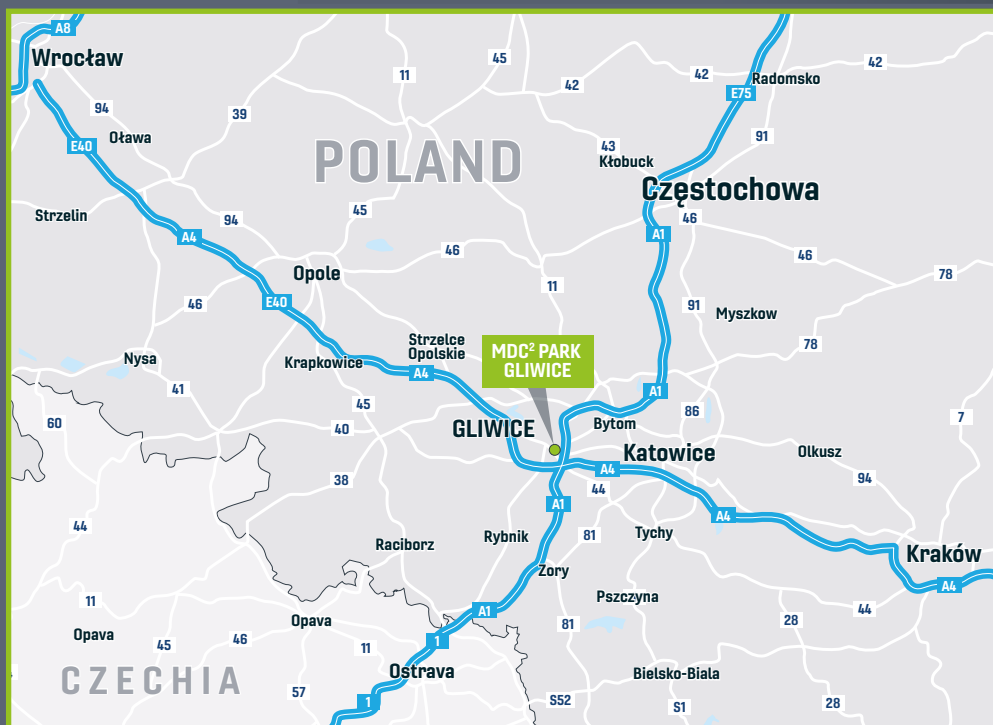 A8
Wrocław
45
11
42
42
42
Radomsko
E75
94
39
91
Oława
E40
43
Kłobuck
POLAND
Częstochowa
Strzelin
94
45
46
A4
A1
46
46
78
Opole
11
E40
46
91
Myszkow
Strzelce
Opolskie
MDC² PARK
GLIWICE
78
Nysa
Krapkowice
A4
41
A1
45
86
7
60
40
GLIWICE
Bytom
Katowice
Olkusz
A4
38
94
44
A1
A4
44
Rybnik
81
Tychy
Raciborz
Kraków
Zory
A4
11
Pszczyna
A1
44
Opava
Opava
81
28
45
46
11
1
CZECHIA
Ostrava
Bielsko-Biala
57
1
S52
S1
28